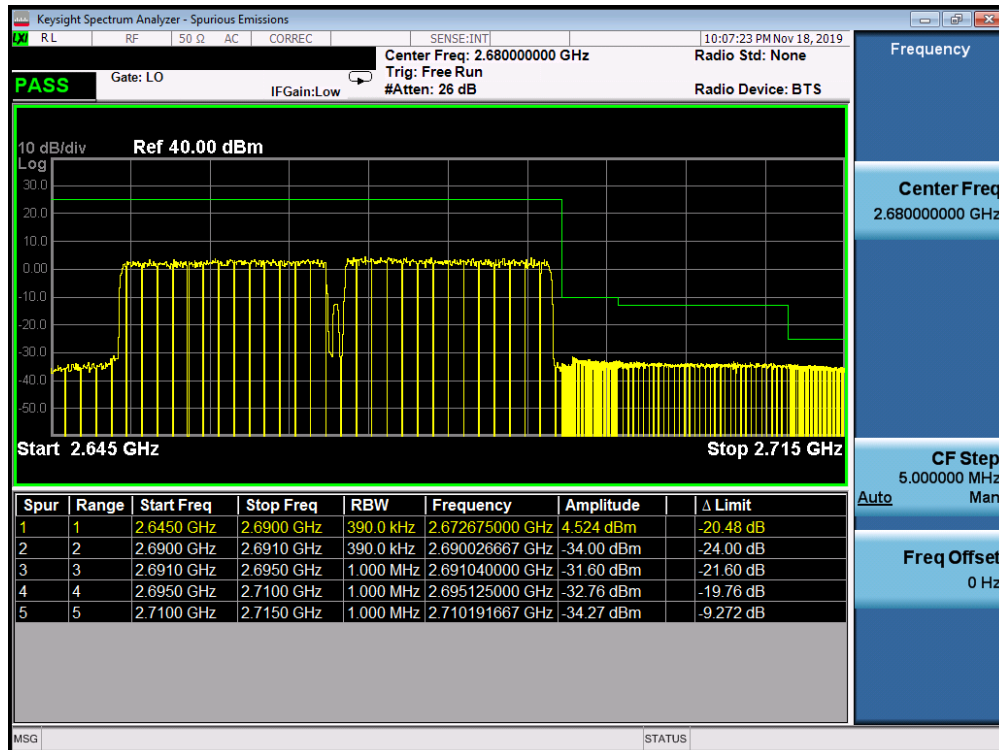 Keysight Spectrum Analyzer - Spurious Emissions
LXI RL RF 50 Ω AC CORREC SENSE:INT 10:07:23 PM Nov 18, 2019
Center Freq: 2.680000000 GHz Radio Std: None
Trig: Free Run
PASS Gate: LO IFGain:Low #Atten: 26 dB Radio Device: BTS
10 dB/div Ref 40.00 dBm
Log
30.0
20.0
10.0
0.00
-10.0
-20.0
-30.0
-40.0
-50.0
Start 2.645 GHz Stop 2.715 GHz
Spur Range Start Freq Stop Freq RBW Frequency Amplitude Δ Limit
1 1 2.6450 GHz 2.6900 GHz 390.0 kHz 2.672675000 GHz 4.524 dBm -20.48 dB
2 2 2.6900 GHz 2.6910 GHz 390.0 kHz 2.690026667 GHz -34.00 dBm -24.00 dB
3 3 2.6910 GHz 2.6950 GHz 1.000 MHz 2.691040000 GHz -31.60 dBm -21.60 dB
4 4 2.6950 GHz 2.7100 GHz 1.000 MHz 2.695125000 GHz -32.76 dBm -19.76 dB
5 5 2.7100 GHz 2.7150 GHz 1.000 MHz 2.710191667 GHz -34.27 dBm -9.272 dB
MSG STATUS
Frequency
Center Freq
2.680000000 GHz
CF Step
5.000000 MHz
Auto Man
Freq Offset
0 Hz